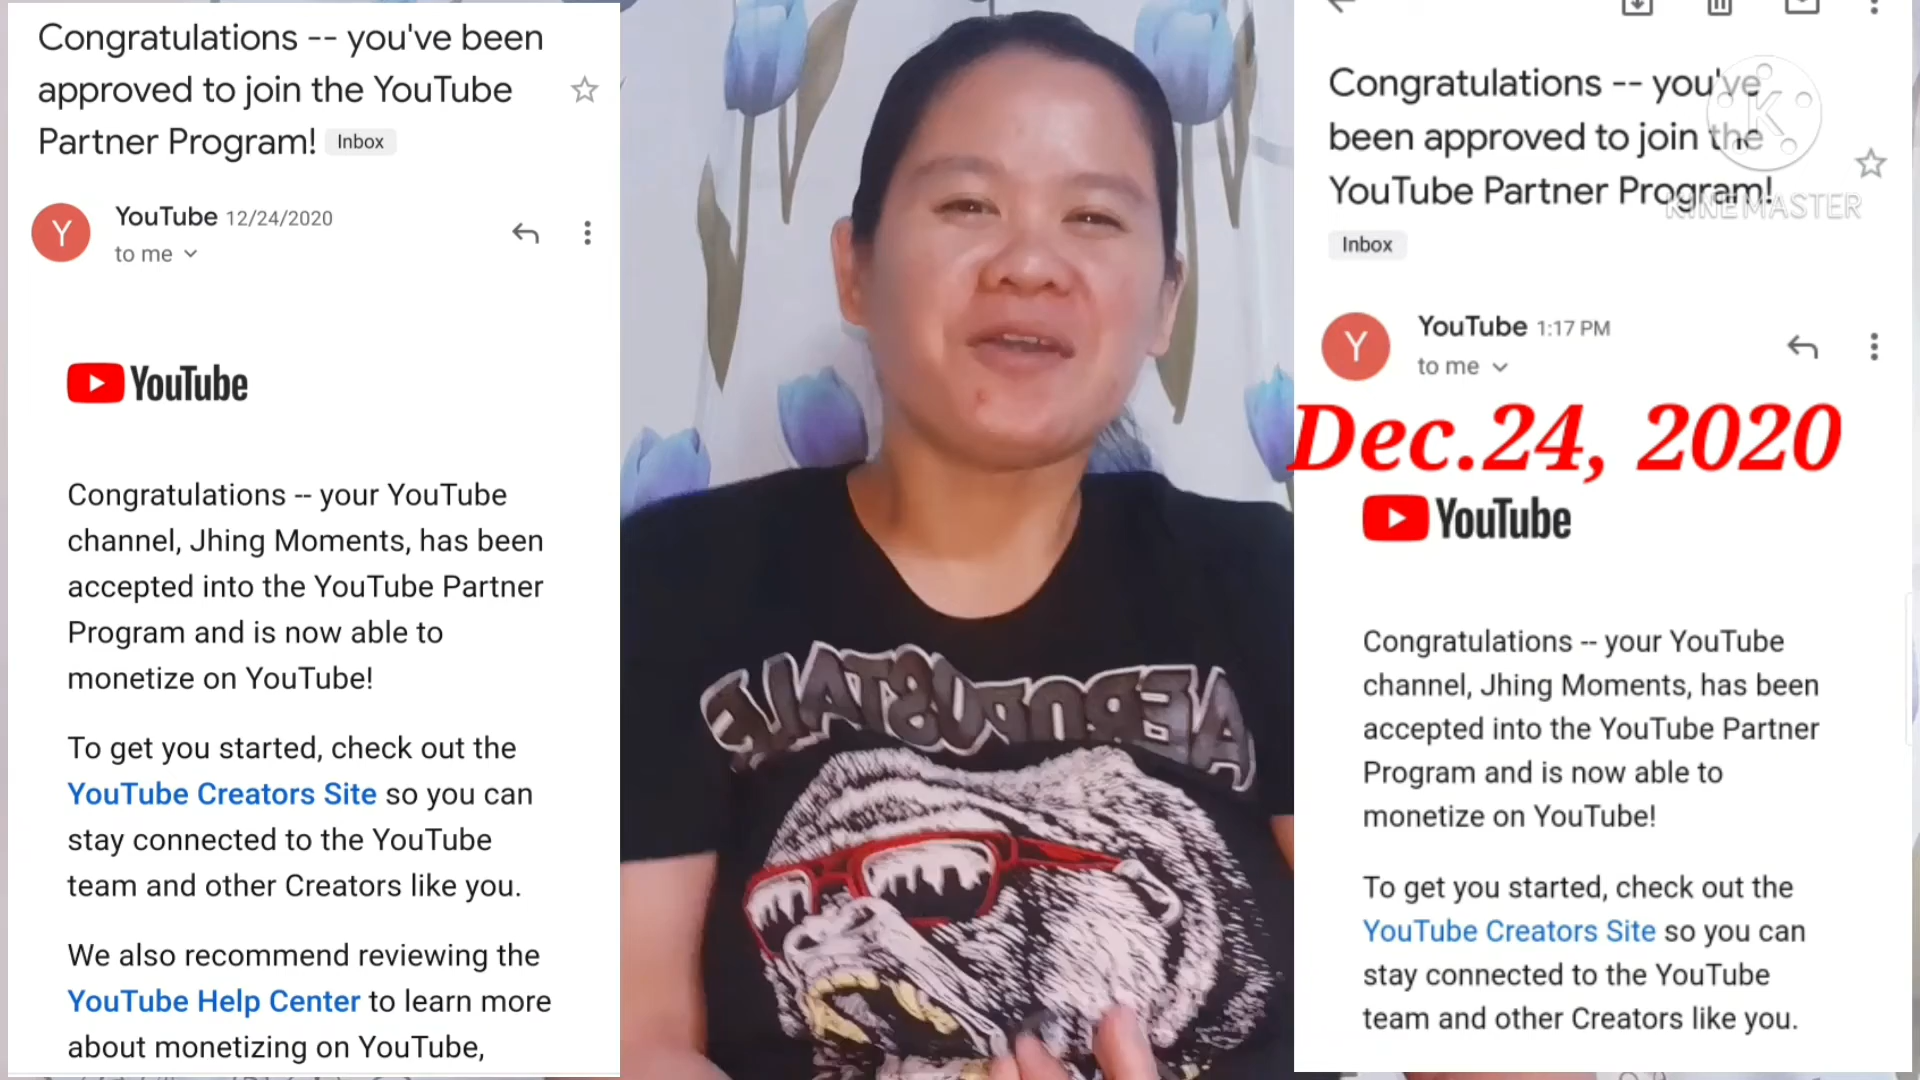 Congratulations -- you've been
approved to join the YouTube
Partner Program! Inbox
Y
YouTube 12/24/2020
to me
YouTube
Congratulations -- your YouTube
channel, Jhing Moments, has been
accepted into the YouTube Partner
Program and is now able to
monetize on YouTube!
To get you started, check out the
YouTube Creators Site so you can
stay connected to the YouTube
team and other Creators like you.
We also recommend reviewing the
YouTube Help Center to learn more
about monetizing on YouTube,
AEROPOSTALE
Congratulations -- you've
been approved to join the
YouTube Partner Program!
Inbox
K
KINEMASTER
Y
YouTube 1:17 PM
to me
Dec.24, 2020
YouTube
Congratulations -- your YouTube
channel, Jhing Moments, has been
accepted into the YouTube Partner
Program and is now able to
monetize on YouTube!
To get you started, check out the
YouTube Creators Site so you can
stay connected to the YouTube
team and other Creators like you.